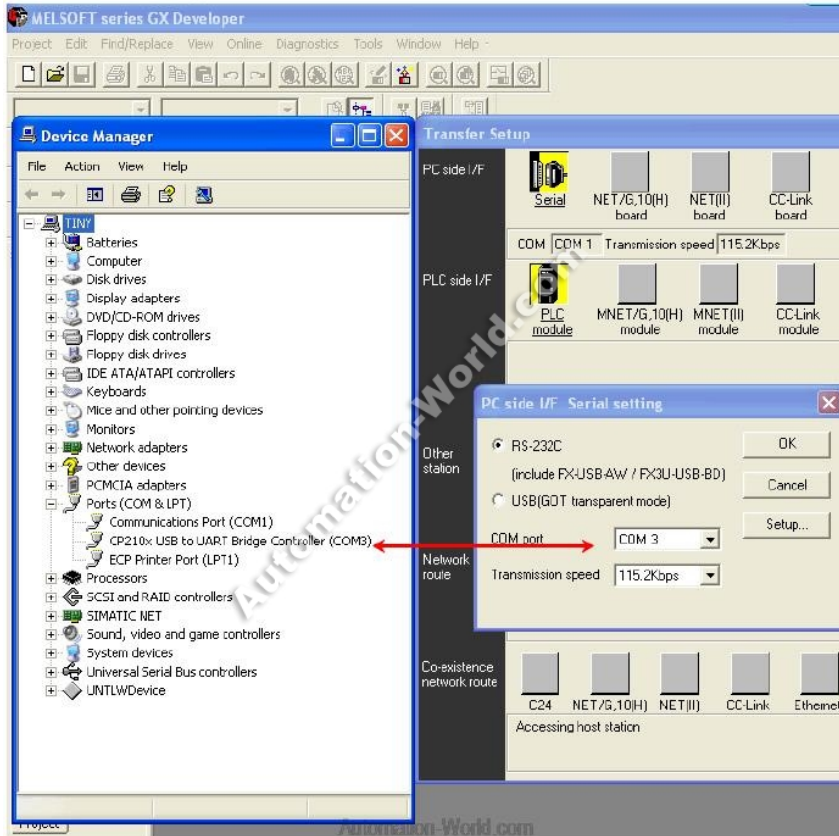 MELSOFT series GX Developer
Project Edit Find/Replace View Online Diagnostics Tools Window Help
Device Manager
File Action View Help
TINY
Batteries
Computer
Disk drives
Display adapters
DVD/CD-ROM drives
Floppy disk controllers
Floppy disk drives
IDE ATA/ATAPI controllers
Keyboards
Mice and other pointing devices
Monitors
Network adapters
Other devices
PCMCIA adapters
Ports (COM & LPT)
Communications Port (COM1)
CP210x USB to UART Bridge Controller (COM3)
ECP Printer Port (LPT1)
Processors
SCSI and RAID controllers
SIMATIC NET
Sound, video and game controllers
System devices
Universal Serial Bus controllers
UNTLWDevice
Transfer Setup
PC side I/F
Serial
NET/G,10(H)
board
NET(II)
board
CC-Link
board
COM COM 1 Transmission speed 115.2Kbps
PLC side I/F
PLC
module
MNET/G,10(H)
module
MNET(II)
module
CC-Link
module
Other
station
PC side I/F Serial setting
RS-232C
(include FX-USB-AW / FX3U-USB-BD)
USB(GOT transparent mode)
COM port COM 3
Transmission speed 115.2Kbps
OK
Cancel
Setup...
Network
route
Co-existence
network route
C24 NET/G,10(H) NET(II) CC-Link Ethernet
Accessing host station
Project
Automation-World.com
Automation-World.com